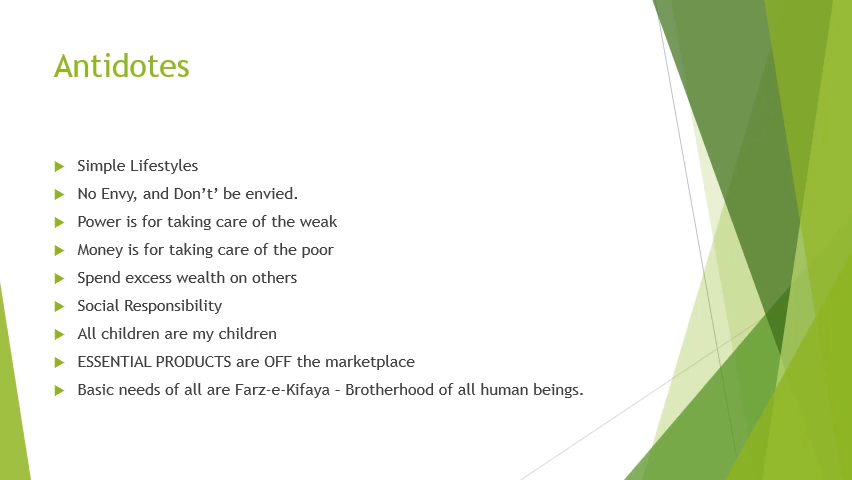 Antidotes
Simple Lifestyles
No Envy, and Don’t’ be envied.
Power is for taking care of the weak
Money is for taking care of the poor
Spend excess wealth on others
Social Responsibility
All children are my children
ESSENTIAL PRODUCTS are OFF the marketplace
Basic needs of all are Farz-e-Kifaya – Brotherhood of all human beings.